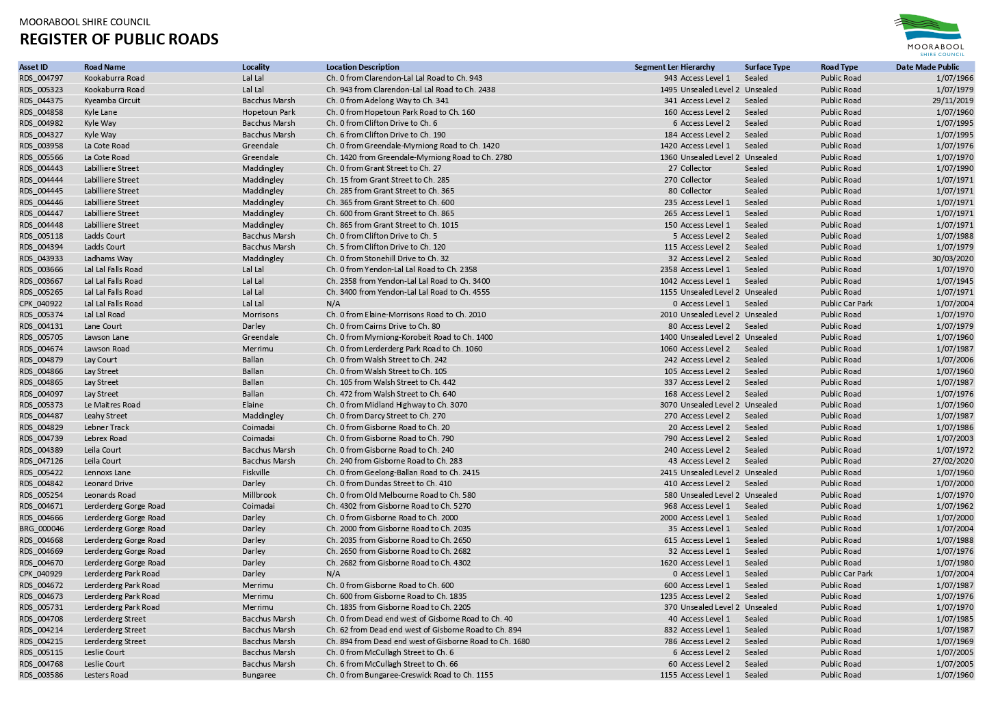 MOORABOOL SHIRE COUNCIL
REGISTER OF PUBLIC ROADS
MOORABOOL
SHIRE COUNCIL
Asset ID Road Name Locality Location Description Segment Len Hierarchy Surface Type Road Type Date Made Public
RDS_004797 Kookaburra Road Lal Lal Ch. 0 from Clarendon-Lal Lal Road to Ch. 943 943 Access Level 1 Sealed Public Road 1/07/1966
RDS_005323 Kookaburra Road Lal Lal Ch. 943 from Clarendon-Lal Lal Road to Ch. 2438 1495 Unsealed Level 2 Unsealed Public Road 1/07/1979
RDS_044375 Kyeamba Circuit Bacchus Marsh Ch. 0 from Adelong Way to Ch. 341 341 Access Level 2 Sealed Public Road 29/11/2019
RDS_004858 Kyle Lane Hopetoun Park Ch. 0 from Hopetoun Park Road to Ch. 160 160 Access Level 2 Sealed Public Road 1/07/1960
RDS_004982 Kyle Way Bacchus Marsh Ch. 0 from Clifton Drive to Ch. 6 6 Access Level 2 Sealed Public Road 1/07/1995
RDS_004327 Kyle Way Bacchus Marsh Ch. 6 from Clifton Drive to Ch. 190 184 Access Level 2 Sealed Public Road 1/07/1995
RDS_003958 La Cote Road Greendale Ch. 0 from Greendale-Myrniong Road to Ch. 1420 1420 Access Level 1 Sealed Public Road 1/07/1976
RDS_005566 La Cote Road Greendale Ch. 1420 from Greendale-Myrniong Road to Ch. 2780 1360 Unsealed Level 2 Unsealed Public Road 1/07/1970
RDS_004443 Labilliere Street Maddingley Ch. 0 from Grant Street to Ch. 27 27 Collector Sealed Public Road 1/07/1990
RDS_004444 Labilliere Street Maddingley Ch. 15 from Grant Street to Ch. 285 270 Collector Sealed Public Road 1/07/1971
RDS_004445 Labilliere Street Maddingley Ch. 285 from Grant Street to Ch. 365 80 Collector Sealed Public Road 1/07/1971
RDS_004446 Labilliere Street Maddingley Ch. 365 from Grant Street to Ch. 600 235 Access Level 1 Sealed Public Road 1/07/1971
RDS_004447 Labilliere Street Maddingley Ch. 600 from Grant Street to Ch. 865 265 Access Level 1 Sealed Public Road 1/07/1971
RDS_004448 Labilliere Street Maddingley Ch. 865 from Grant Street to Ch. 1015 150 Access Level 1 Sealed Public Road 1/07/1971
RDS_005118 Ladds Court Bacchus Marsh Ch. 0 from Clifton Drive to Ch. 5 5 Access Level 2 Sealed Public Road 1/07/1988
RDS_004394 Ladds Court Bacchus Marsh Ch. 5 from Clifton Drive to Ch. 120 115 Access Level 2 Sealed Public Road 1/07/1979
RDS_043933 Ladhams Way Maddingley Ch. 0 from Stonehill Drive to Ch. 32 32 Access Level 2 Sealed Public Road 30/03/2020
RDS_003666 Lal Lal Falls Road Lal Lal Ch. 0 from Yendon-Lal Lal Road to Ch. 2358 2358 Access Level 1 Sealed Public Road 1/07/1970
RDS_003667 Lal Lal Falls Road Lal Lal Ch. 2358 from Yendon-Lal Lal Road to Ch. 3400 1042 Access Level 1 Sealed Public Road 1/07/1945
RDS_005265 Lal Lal Falls Road Lal Lal Ch. 3400 from Yendon-Lal Lal Road to Ch. 4555 1155 Unsealed Level 2 Unsealed Public Road 1/07/1971
CPK_040922 Lal Lal Falls Road Lal Lal N/A 0 Access Level 1 Sealed Public Car Park 1/07/2004
RDS_005374 Lal Lal Road Morrisons Ch. 0 from Elaine-Morrisons Road to Ch. 2010 2010 Unsealed Level 2 Unsealed Public Road 1/07/1970
RDS_004131 Lane Court Darley Ch. 0 from Cairns Drive to Ch. 80 80 Access Level 2 Sealed Public Road 1/07/1979
RDS_005705 Lawson Lane Greendale Ch. 0 from Myrniong-Korobeit Road to Ch. 1400 1400 Unsealed Level 2 Unsealed Public Road 1/07/1960
RDS_004674 Lawson Road Merrimu Ch. 0 from Lerderderg Park Road to Ch. 1060 1060 Access Level 2 Sealed Public Road 1/07/1987
RDS_004879 Lay Court Ballan Ch. 0 from Walsh Street to Ch. 242 242 Access Level 2 Sealed Public Road 1/07/2006
RDS_004866 Lay Street Ballan Ch. 0 from Walsh Street to Ch. 105 105 Access Level 2 Sealed Public Road 1/07/1960
RDS_004865 Lay Street Ballan Ch. 105 from Walsh Street to Ch. 442 337 Access Level 2 Sealed Public Road 1/07/1987
RDS_004097 Lay Street Ballan Ch. 472 from Walsh Street to Ch. 640 168 Access Level 2 Sealed Public Road 1/07/1976
RDS_005373 Le Maitres Road Elaine Ch. 0 from Midland Highway to Ch. 3070 3070 Unsealed Level 2 Unsealed Public Road 1/07/1960
RDS_004487 Leahy Street Maddingley Ch. 0 from Darcy Street to Ch. 270 270 Access Level 2 Sealed Public Road 1/07/1987
RDS_004829 Lebner Track Coimadai Ch. 0 from Gisborne Road to Ch. 20 20 Access Level 2 Sealed Public Road 1/07/1986
RDS_004739 Lebrex Road Coimadai Ch. 0 from Gisborne Road to Ch. 790 790 Access Level 2 Sealed Public Road 1/07/2003
RDS_004389 Leila Court Bacchus Marsh Ch. 0 from Gisborne Road to Ch. 240 240 Access Level 2 Sealed Public Road 1/07/1972
RDS_047126 Leila Court Bacchus Marsh Ch. 240 from Gisborne Road to Ch. 283 43 Access Level 2 Sealed Public Road 27/02/2020
RDS_005422 Lennoxs Lane Fiskville Ch. 0 from Geelong-Ballan Road to Ch. 2415 2415 Unsealed Level 2 Unsealed Public Road 1/07/1960
RDS_004842 Leonard Drive Darley Ch. 0 from Dundas Street to Ch. 410 410 Access Level 2 Sealed Public Road 1/07/2000
RDS_005254 Leonards Road Millbrook Ch. 0 from Old Melbourne Road to Ch. 580 580 Unsealed Level 2 Unsealed Public Road 1/07/1970
RDS_004671 Lerderderg Gorge Road Coimadai Ch. 4302 from Gisborne Road to Ch. 5270 968 Access Level 1 Sealed Public Road 1/07/1962
RDS_004666 Lerderderg Gorge Road Darley Ch. 0 from Gisborne Road to Ch. 2000 2000 Access Level 1 Sealed Public Road 1/07/2000
BRG_000046 Lerderderg Gorge Road Darley Ch. 2000 from Gisborne Road to Ch. 2035 35 Access Level 1 Sealed Public Road 1/07/2004
RDS_004668 Lerderderg Gorge Road Darley Ch. 2035 from Gisborne Road to Ch. 2650 615 Access Level 1 Sealed Public Road 1/07/1988
RDS_004669 Lerderderg Gorge Road Darley Ch. 2650 from Gisborne Road to Ch. 2682 32 Access Level 1 Sealed Public Road 1/07/1976
RDS_004670 Lerderderg Gorge Road Darley Ch. 2682 from Gisborne Road to Ch. 4302 1620 Access Level 1 Sealed Public Road 1/07/1980
CPK_040929 Lerderderg Park Road Darley N/A 0 Access Level 1 Sealed Public Car Park 1/07/2004
RDS_004672 Lerderderg Park Road Merrimu Ch. 0 from Gisborne Road to Ch. 600 600 Access Level 1 Sealed Public Road 1/07/1987
RDS_004673 Lerderderg Park Road Merrimu Ch. 600 from Gisborne Road to Ch. 1835 1235 Access Level 2 Sealed Public Road 1/07/1976
RDS_005731 Lerderderg Park Road Merrimu Ch. 1835 from Gisborne Road to Ch. 2205 370 Unsealed Level 2 Unsealed Public Road 1/07/1970
RDS_004708 Lerderderg Street Bacchus Marsh Ch. 0 from Dead end west of Gisborne Road to Ch. 40 40 Access Level 1 Sealed Public Road 1/07/1985
RDS_004214 Lerderderg Street Bacchus Marsh Ch. 62 from Dead end west of Gisborne Road to Ch. 894 832 Access Level 1 Sealed Public Road 1/07/1987
RDS_004215 Lerderderg Street Bacchus Marsh Ch. 894 from Dead end west of Gisborne Road to Ch. 1680 786 Access Level 2 Sealed Public Road 1/07/1969
RDS_005115 Leslie Court Bacchus Marsh Ch. 0 from McCullagh Street to Ch. 6 6 Access Level 2 Sealed Public Road 1/07/2005
RDS_004768 Leslie Court Bacchus Marsh Ch. 6 from McCullagh Street to Ch. 66 60 Access Level 2 Sealed Public Road 1/07/2005
RDS_003586 Lesters Road Bungaree Ch. 0 from Bungaree-Creswick Road to Ch. 1155 1155 Access Level 1 Sealed Public Road 1/07/1960